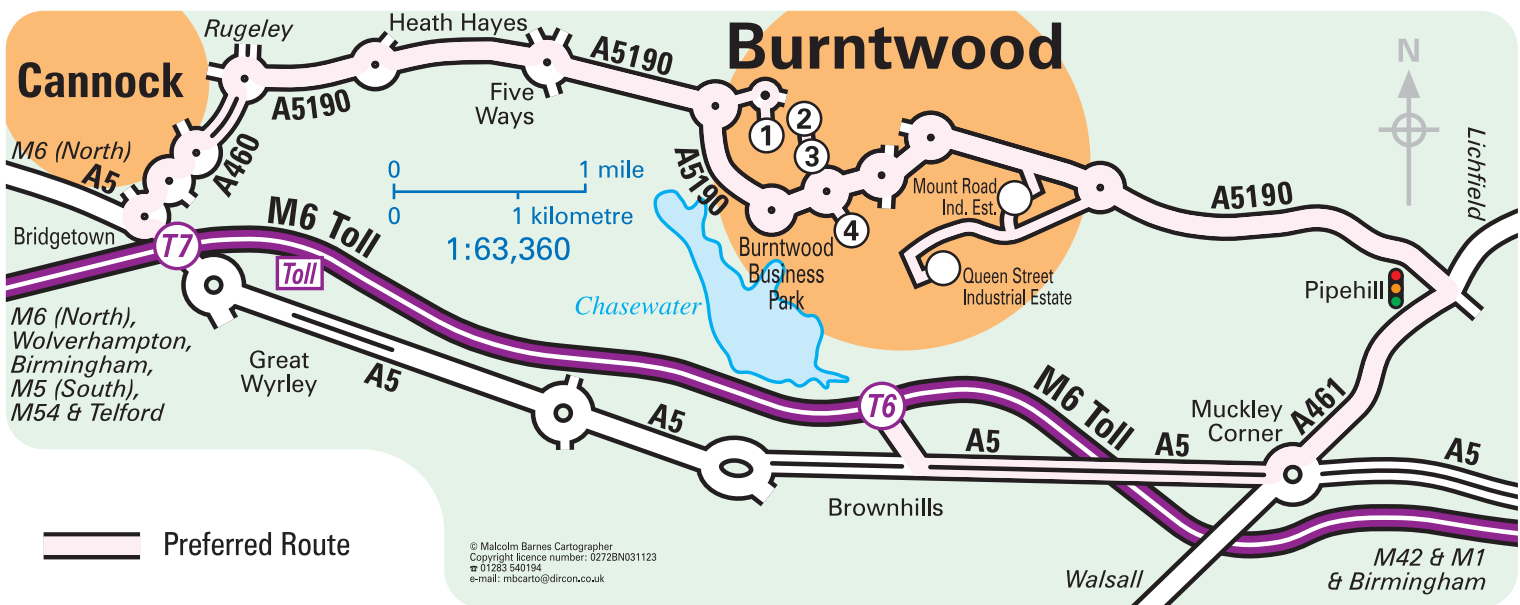 Rugeley
Heath Hayes
Burntwood
Cannock
A5190
A5190
Five
Ways
M6 (North)
A5
A460
0
1 mile
0
1 kilometre
1:63,360
A5190
1
2
3
4
Mount Road
Ind. Est.
A5190
N
Lichfield
Bridgetown
T7
M6 Toll
Toll
Burntwood
Business
Park
Queen Street
Industrial Estate
Pipehill
Chasewater
M6 (North),
Wolverhampton,
Birmingham,
M5 (South),
M54 & Telford
Great
Wyrley
A5
A5
T6
M6 Toll
A5
A5
Muckley
Corner
A461
A5
Brownhills
Preferred Route
© Malcolm Barnes Cartographer
Copyright licence number: 0272BN031123
☎ 01283 540194
e-mail: mbcarto@dircon.co.uk
Walsall
M42 & M1
& Birmingham